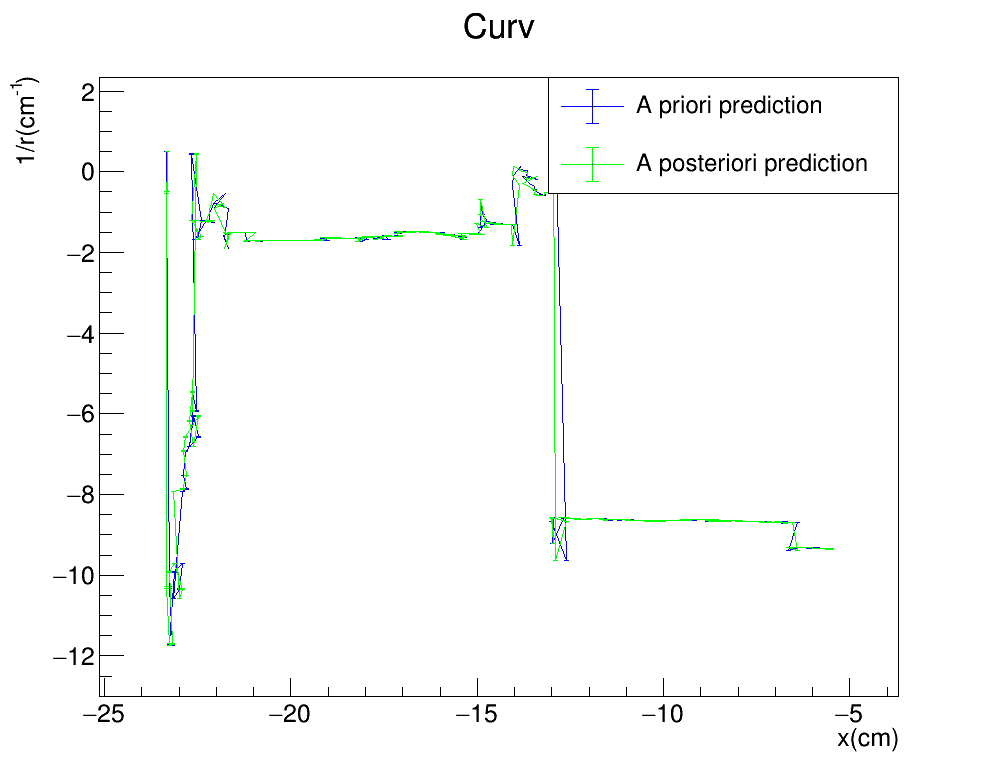 Curv
1/r(cm⁻¹)
A priori prediction
A posteriori prediction
2
0
−2
−4
−6
−8
−10
−12
−25 −20 −15 −10 −5
x(cm)